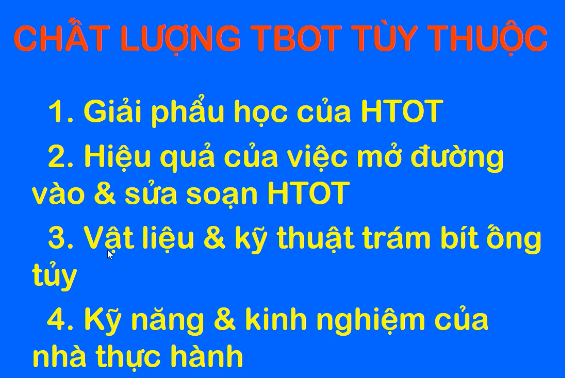 CHẤT LƯỢNG TBOT TÙY THUỘC
1. Giải phẩu học của HTOT
2. Hiệu quả của việc mở đường
vào & sửa soạn HTOT
3. Vật liệu & kỹ thuật trám bít ống
tủy
4. Kỹ năng & kinh nghiệm của
nhà thực hành